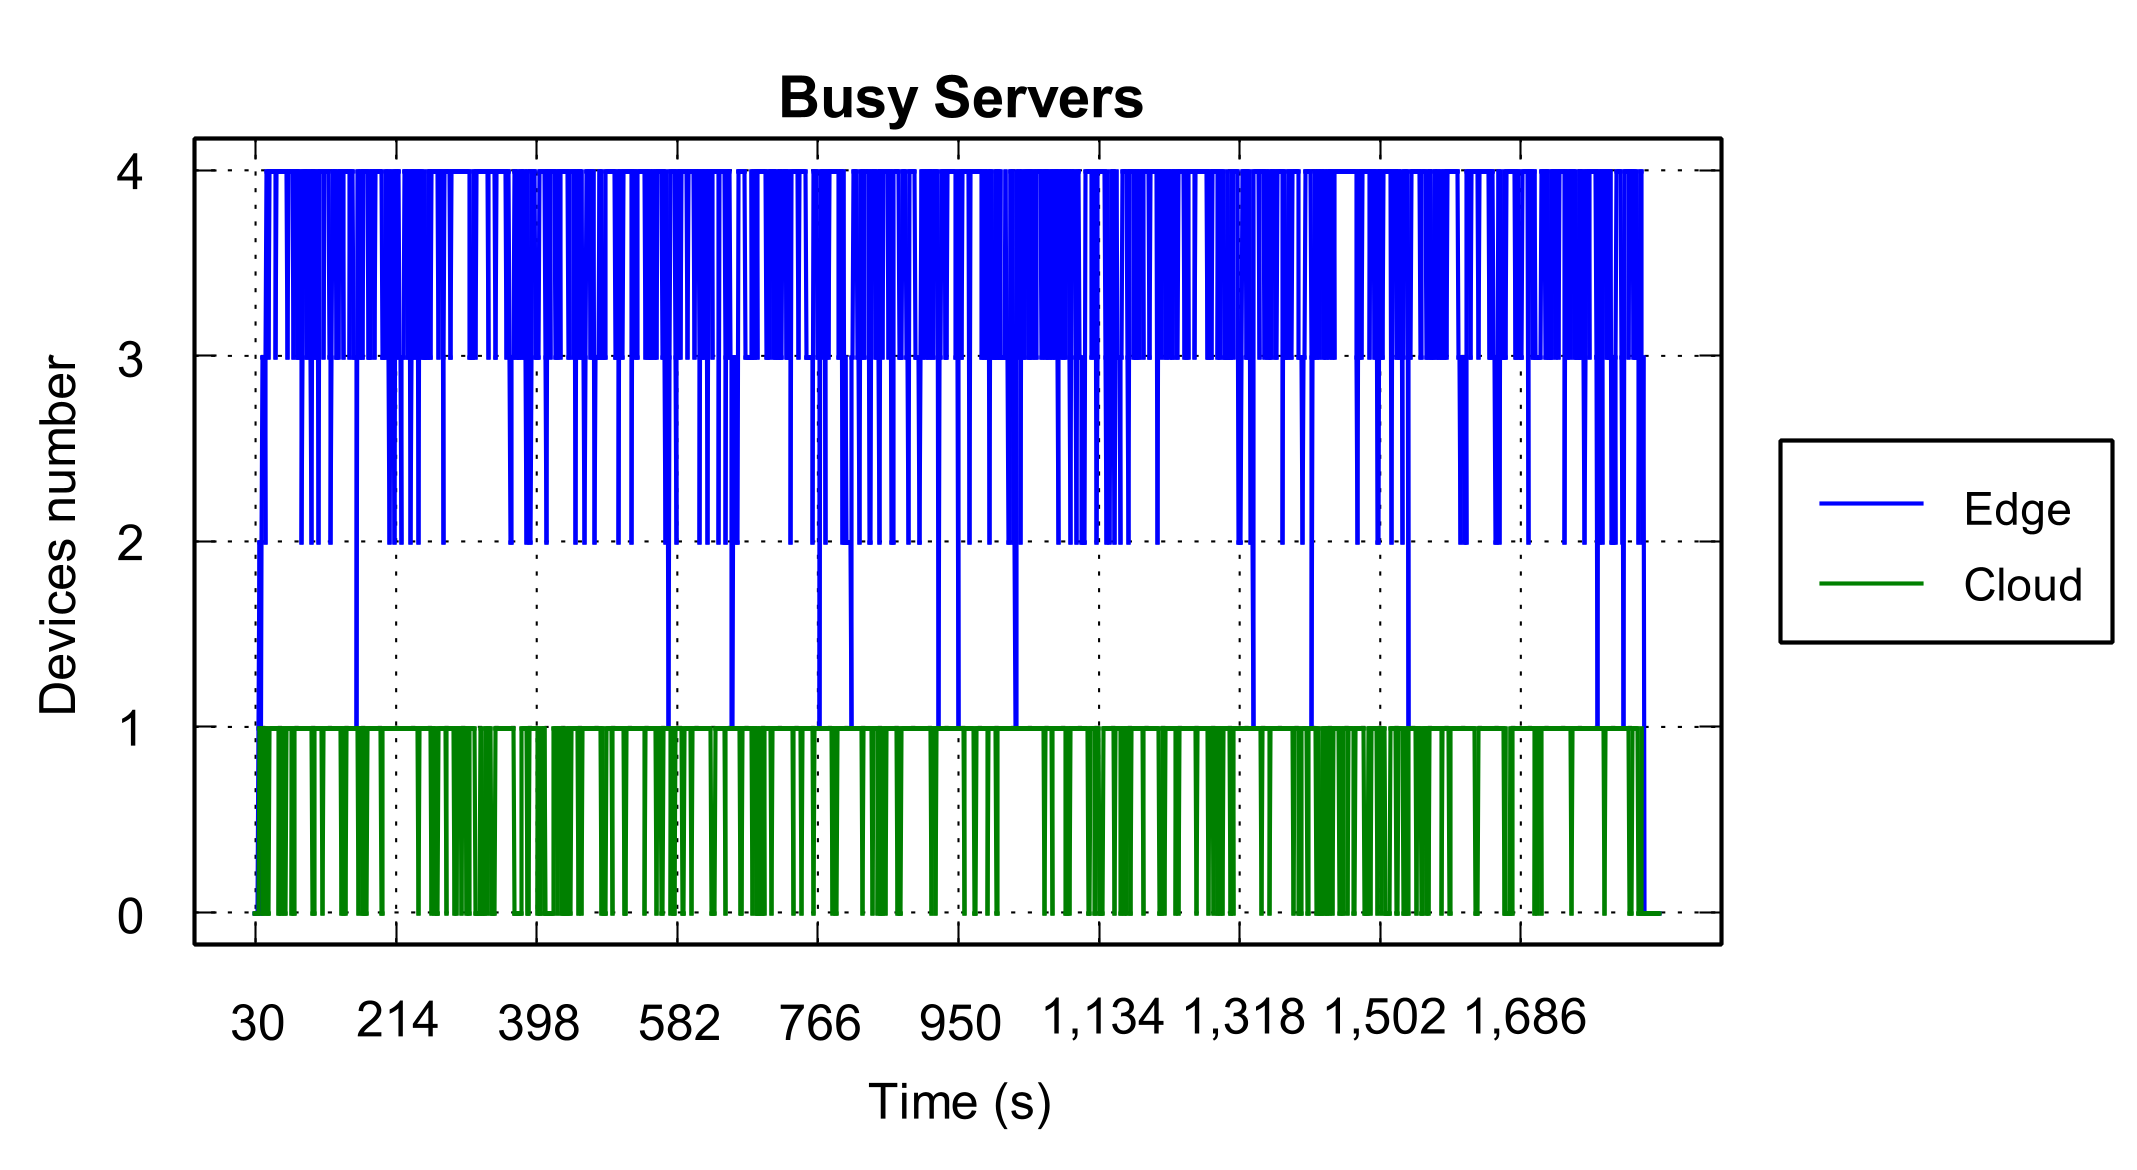 Busy Servers
Devices number
4
3
2
1
0
30 214 398 582 766 950 1,134 1,318 1,502 1,686
Time (s)
Edge
Cloud